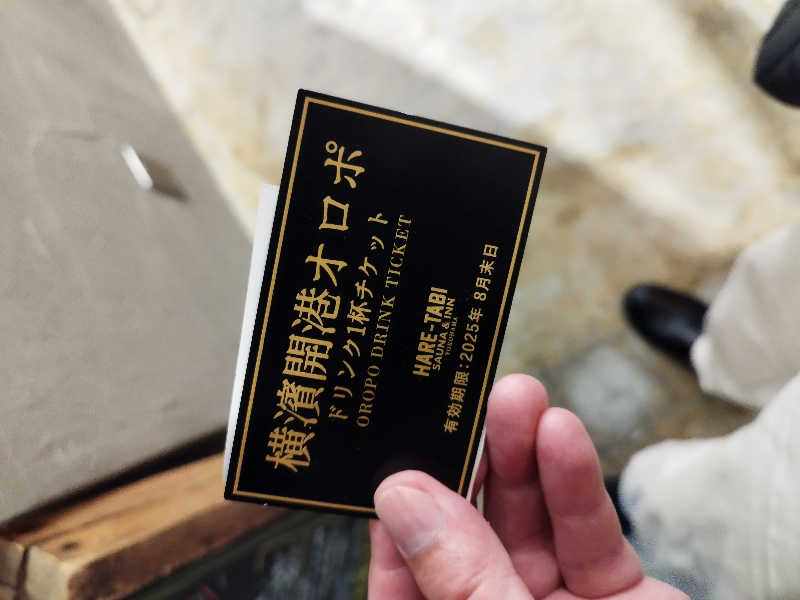 横濱開港オロポ
ドリンク1杯チケット
OROPO DRINK TICKET
HARE-TABI
SAUNA & INN
YOKOHAMA
有効期限：2025年 8月末日